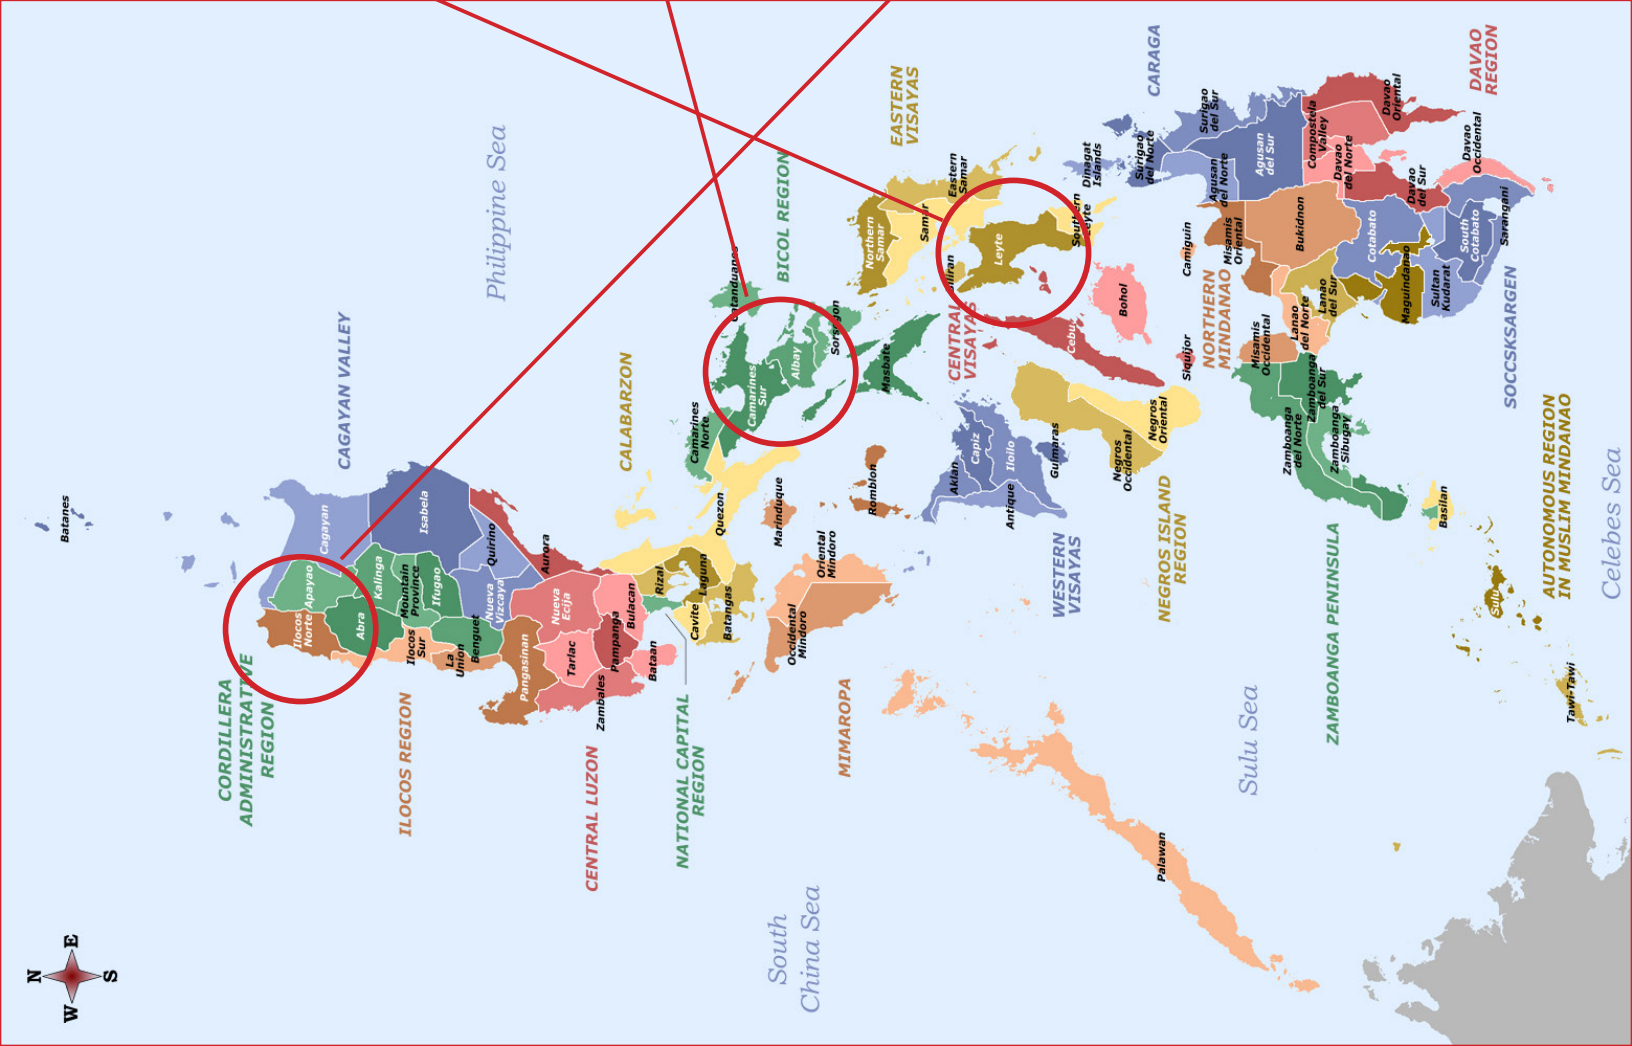 Philippine Sea
CAGAYAN VALLEY
CALABARZON
BICOL REGION
EASTERN
VISAYAS
CARAGA
DAVAO
REGION
Batanes
Cagayan
Isabela
Quirino
Nueva
Vizcaya
Apayao
Kalinga
Mountain
Province
Ifugao
Abra
Benguet
Ilocos
Norte
Ilocos
Sur
La
Union
Pangasinan
Aurora
Nueva
Ecija
Tarlac
Zambales
Pampanga
Bulacan
Bataan
Rizal
Laguna
Cavite
Batangas
Quezon
Marinduque
Romblon
Oriental
Mindoro
Occidental
Mindoro
Palawan
Camarines
Norte
Camarines
Sur
Catanduanes
Albay
Sorsogon
Masbate
Northern
Samar
Samar
Eastern
Samar
Biliran
Leyte
Southern
Leyte
CENTRAL
VISAYAS
Cebu
Bohol
Siquijor
Negros
Oriental
Negros
Occidental
Aklan
Capiz
Iloilo
Antique
Guimaras
Dinagat
Islands
Surigao
del Norte
Surigao
del Sur
Agusan
del Norte
Agusan
del Sur
Camiguin
Misamis
Oriental
Bukidnon
Misamis
Occidental
Lanao
del Norte
Lanao
del Sur
NORTHERN
MINDANAO
Compostela
Valley
Davao
del Norte
Davao
Oriental
Davao
del Sur
Davao
Occidental
Cotabato
South
Cotabato
Sarangani
Sultan
Kudarat
Maguindanao
SOCCSKSARGEN
Zamboanga
del Norte
Zamboanga
del Sur
Zamboanga
Sibugay
Basilan
Sulu
Tawi-Tawi
CORDILLERA
ADMINISTRATIVE
REGION
ILOCOS REGION
CENTRAL LUZON
NATIONAL CAPITAL
REGION
MIMAROPA
WESTERN
VISAYAS
NEGROS ISLAND
REGION
ZAMBOANGA PENINSULA
AUTONOMOUS REGION
IN MUSLIM MINDANAO
Celebes Sea
Sulu Sea
South
China Sea
N
E
S
W